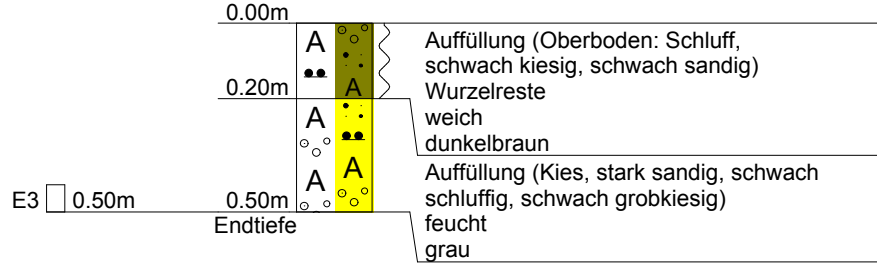 0.00m
A
A
Auffüllung (Oberboden: Schluff,
schwach kiesig, schwach sandig)
Wurzelreste
weich
dunkelbraun
0.20m
A
A
A
Auffüllung (Kies, stark sandig, schwach
schluffig, schwach grobkiesig)
feucht
grau
E3 0.50m
0.50m
Endtiefe